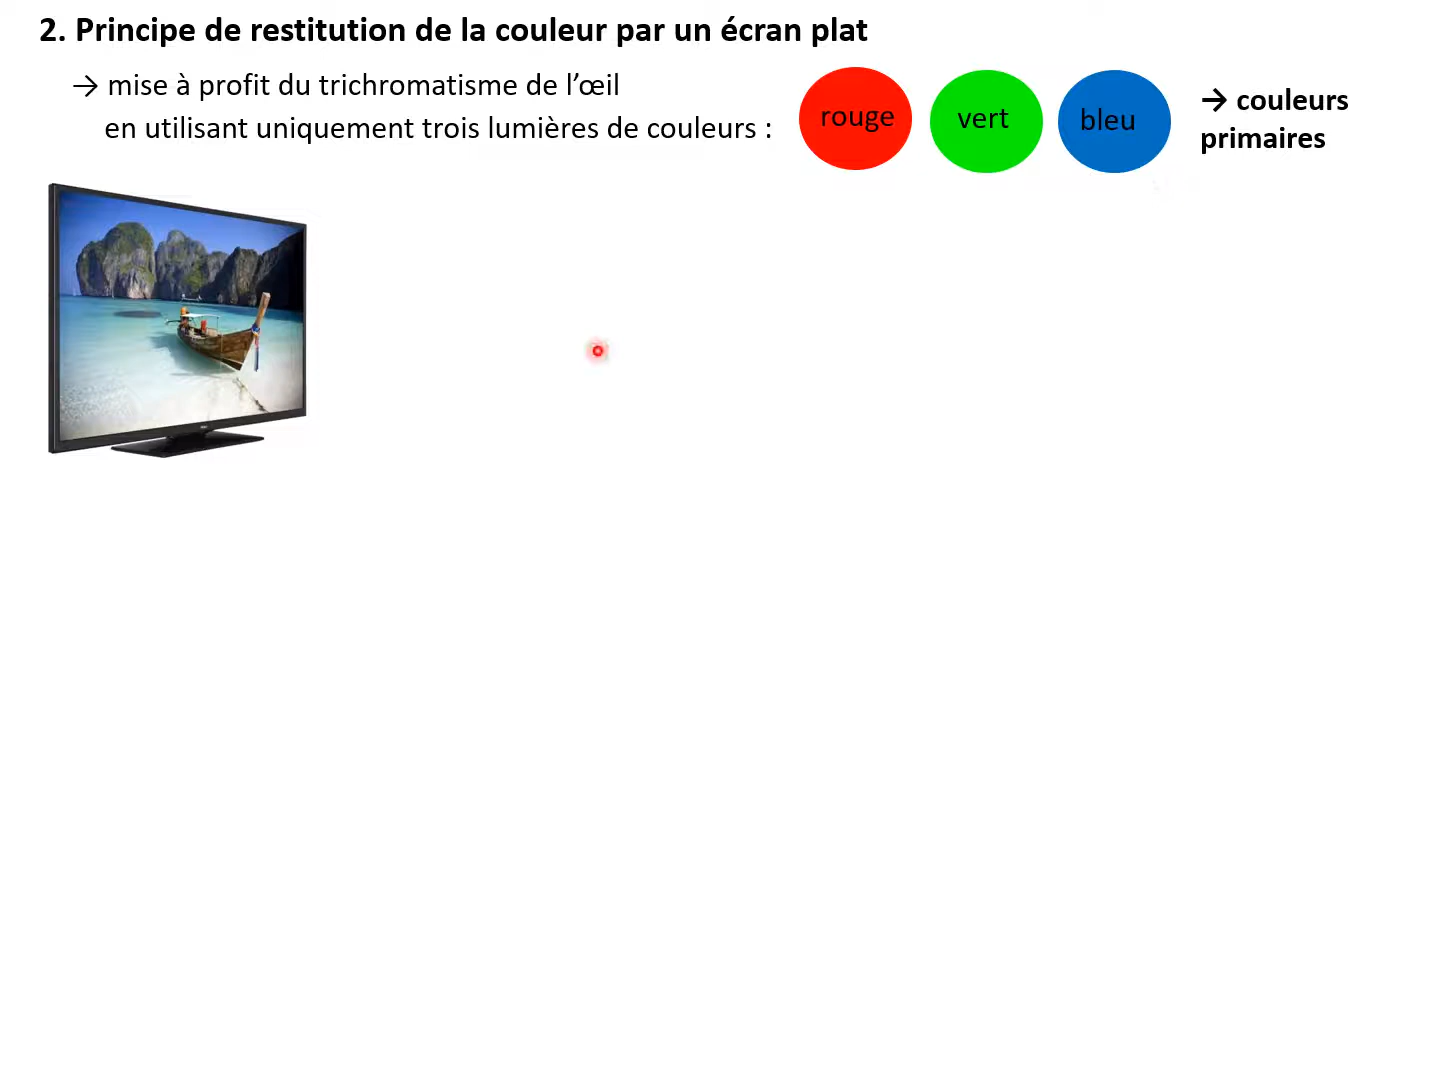 2. Principe de restitution de la couleur par un écran plat
→ mise à profit du trichromatisme de l’œil
en utilisant uniquement trois lumières de couleurs :
rouge
vert
bleu
→ couleurs
primaires